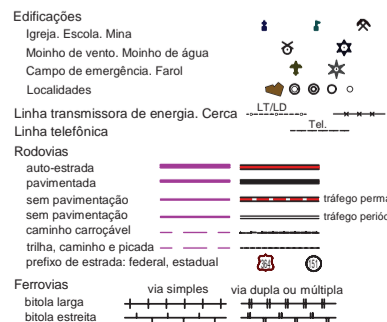 Edificações
Igreja. Escola. Mina
Moinho de vento. Moinho de água
Campo de emergência. Farol
Localidades
Linha transmissora de energia. Cerca LT/LD
Linha telefônica Tel.
Rodovias
auto-estrada
pavimentada
sem pavimentação tráfego perma
sem pavimentação tráfego periód
caminho carroçável
trilha, caminho e picada
prefixo de estrada: federal, estadual 364 151
Ferrovias
via simples via dupla ou múltipla
bitola larga
bitola estreita